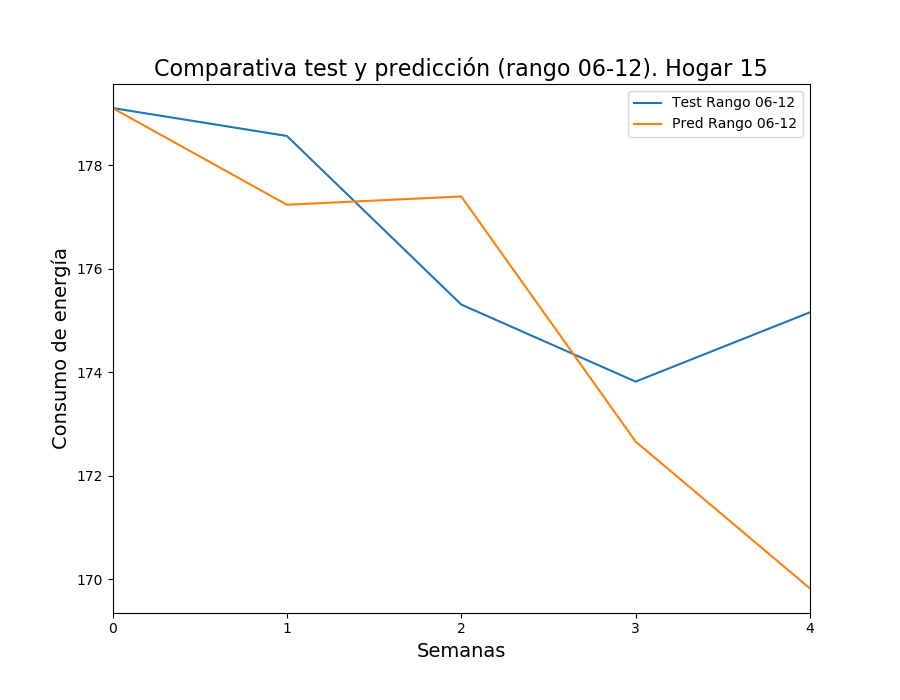 Comparativa test y predicción (rango 06-12). Hogar 15
Test Rango 06-12
Pred Rango 06-12
Consumo de energía
178
176
174
172
170
0 1 2 3 4
Semanas